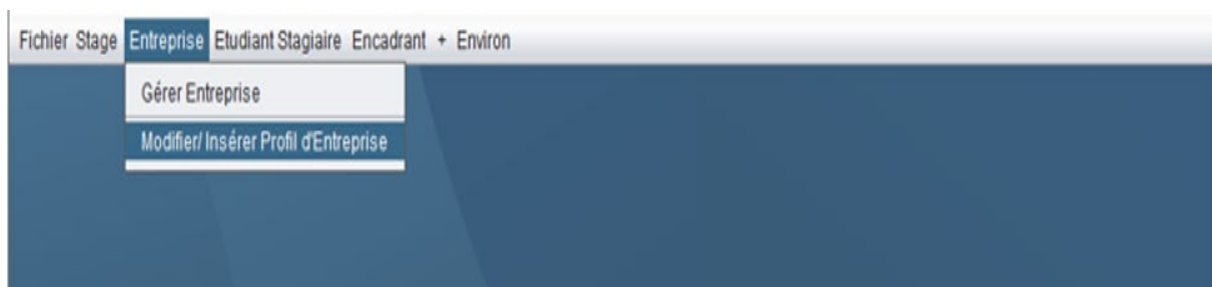 Fichier Stage Entreprise Etudiant Stagiaire Encadrant + Environ
Gérer Entreprise
Modifier/ Insérer Profil d'Entreprise